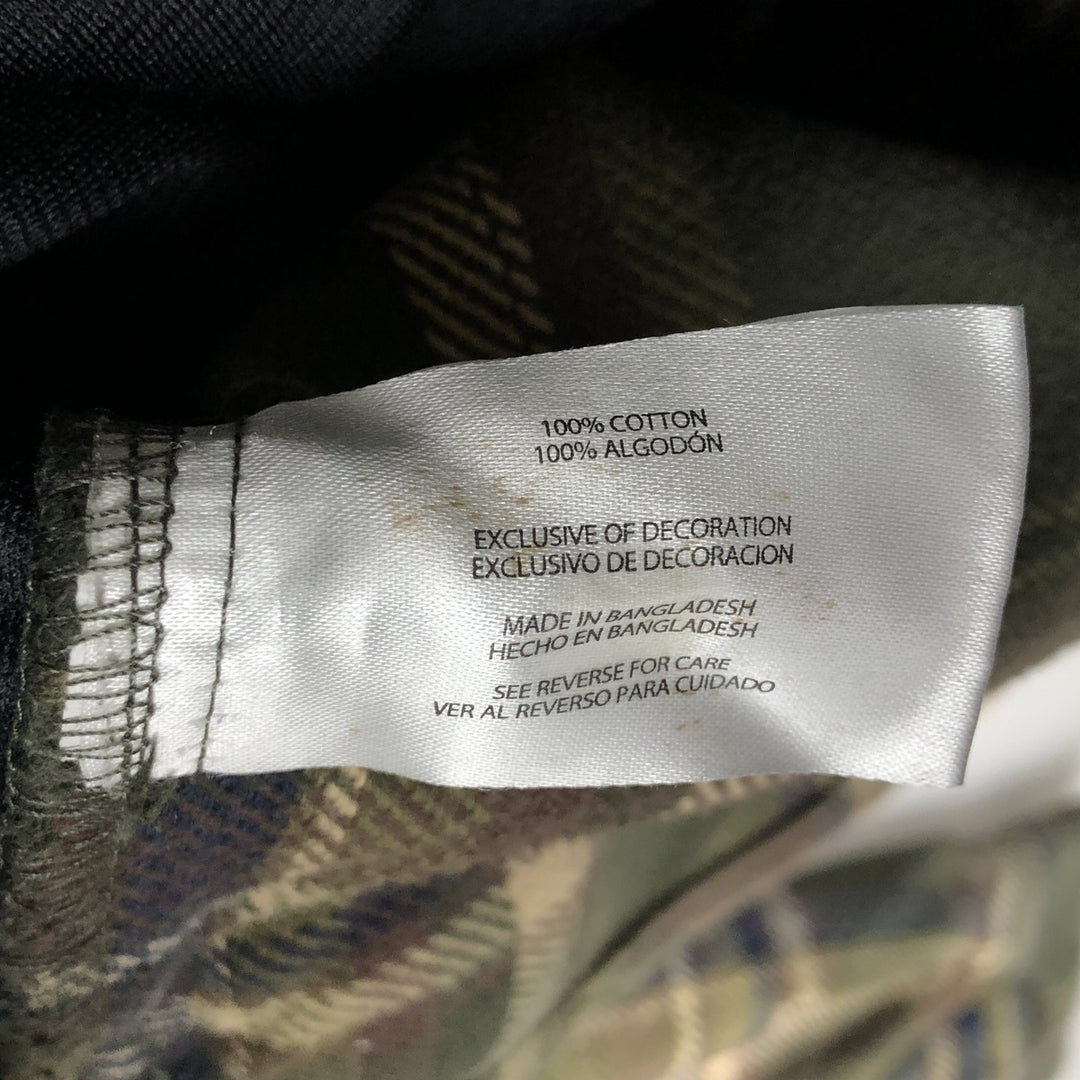 100% COTTON
100% ALGODÓN
EXCLUSIVE OF DECORATION
EXCLUSIVO DE DECORACION
MADE IN BANGLADESH
HECHO EN BANGLADESH
SEE REVERSE FOR CARE
VER AL REVERSO PARA CUIDADO